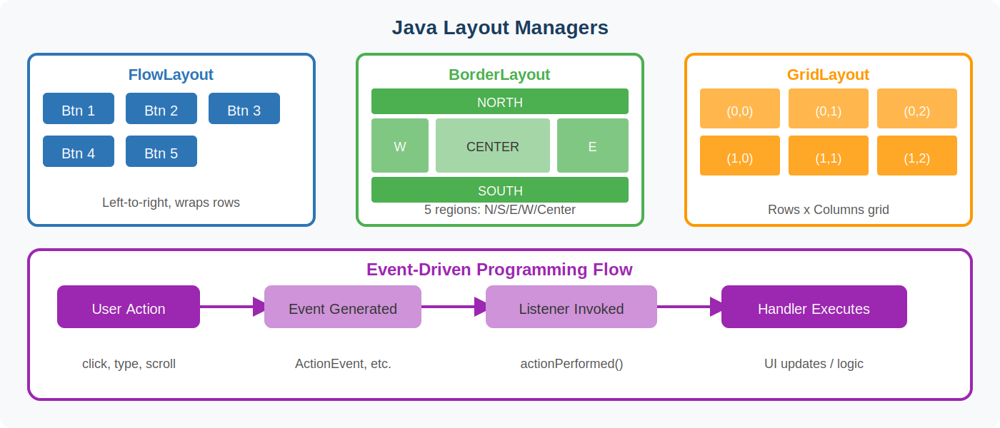 Java Layout Managers
FlowLayout
Btn 1 Btn 2 Btn 3
Btn 4 Btn 5
Left-to-right, wraps rows
BorderLayout
NORTH
W CENTER E
SOUTH
5 regions: N/S/E/W/Center
GridLayout
(0,0) (0,1) (0,2)
(1,0) (1,1) (1,2)
Rows x Columns grid
Event-Driven Programming Flow
User Action Event Generated Listener Invoked Handler Executes
click, type, scroll ActionEvent, etc. actionPerformed() UI updates / logic